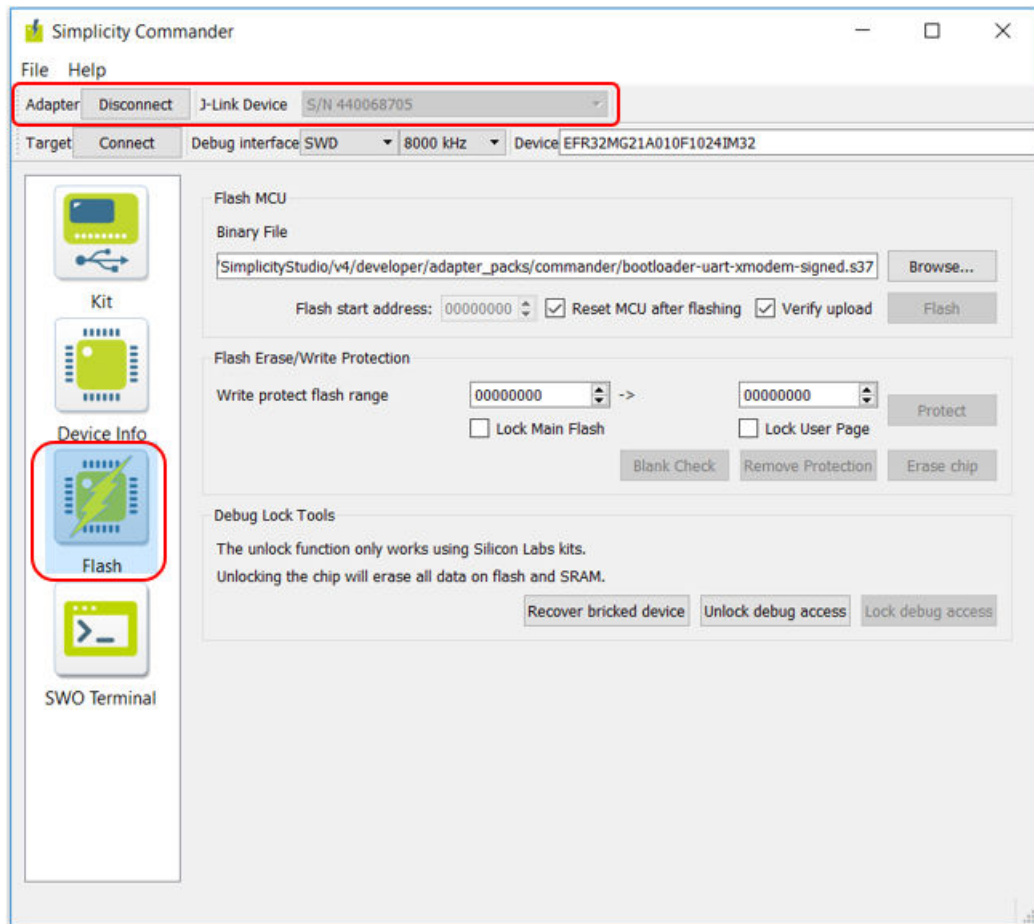 Simplicity Commander
File Help
Adapter Disconnect J-Link Device S/N 440068705
Target Connect Debug interface SWD 8000 kHz Device EFR32MG21A010F1024IM32
Kit
Device Info
Flash
SWO Terminal
Flash MCU
Binary File
'SimplicityStudio/v4/developer/adapter_packs/commander/bootloader-uart-xmodem-signed.s37 Browse...
Flash start address: 00000000 Reset MCU after flashing Verify upload Flash
Flash Erase/Write Protection
Write protect flash range 00000000 -> 00000000 Protect
Lock Main Flash Lock User Page
Blank Check Remove Protection Erase chip
Debug Lock Tools
The unlock function only works using Silicon Labs kits.
Unlocking the chip will erase all data on flash and SRAM.
Recover bricked device Unlock debug access Lock debug access